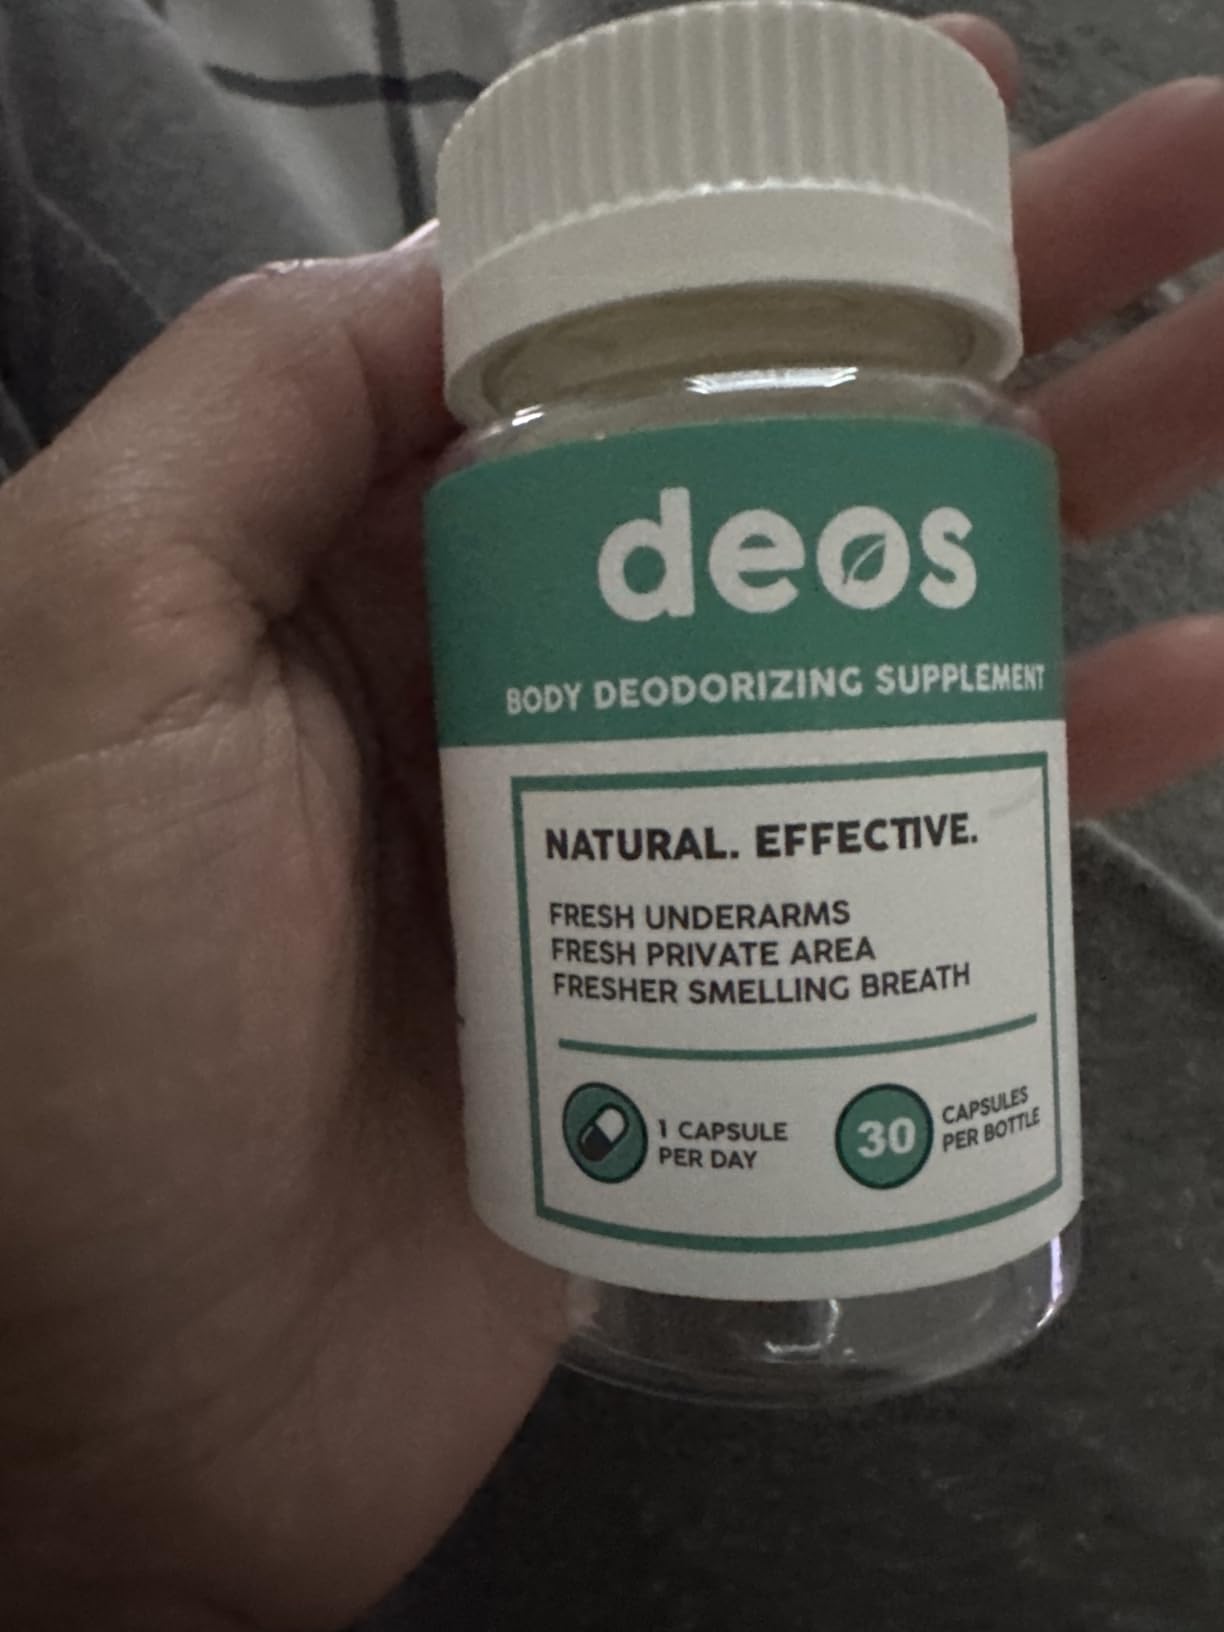 deos
BODY DEODORIZING SUPPLEMENT
NATURAL. EFFECTIVE.
FRESH UNDERARMS
FRESH PRIVATE AREA
FRESHER SMELLING BREATH
1 CAPSULE
PER DAY
30
CAPSULES
PER BOTTLE